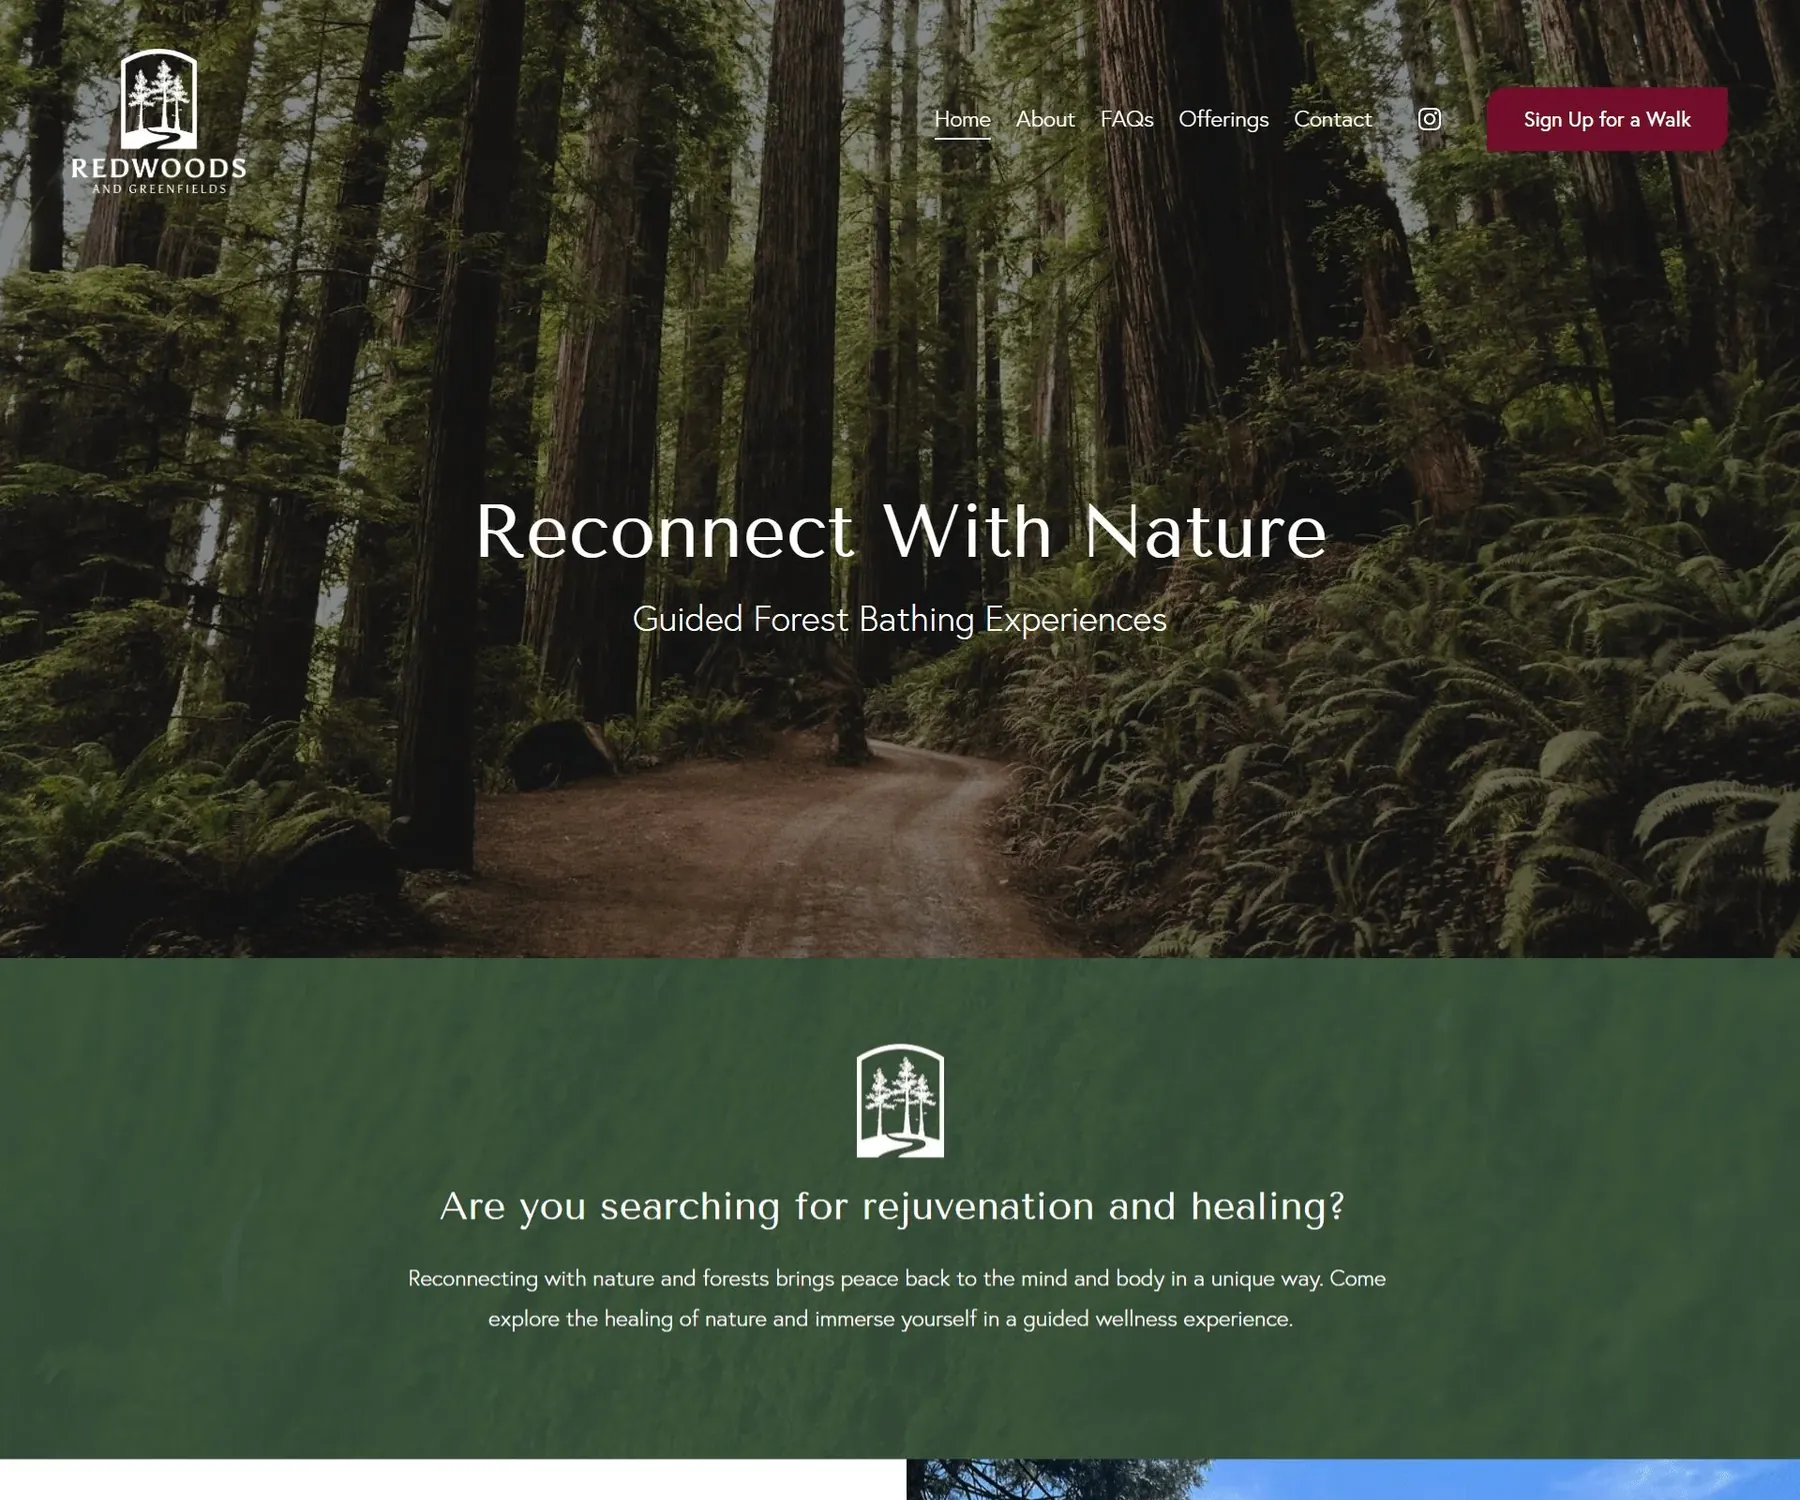 REDWOODS
AND GREENFIELDS
Home About FAQs Offerings Contact
Sign Up for a Walk
Reconnect With Nature
Guided Forest Bathing Experiences
Are you searching for rejuvenation and healing?
Reconnecting with nature and forests brings peace back to the mind and body in a unique way. Come
explore the healing of nature and immerse yourself in a guided wellness experience.